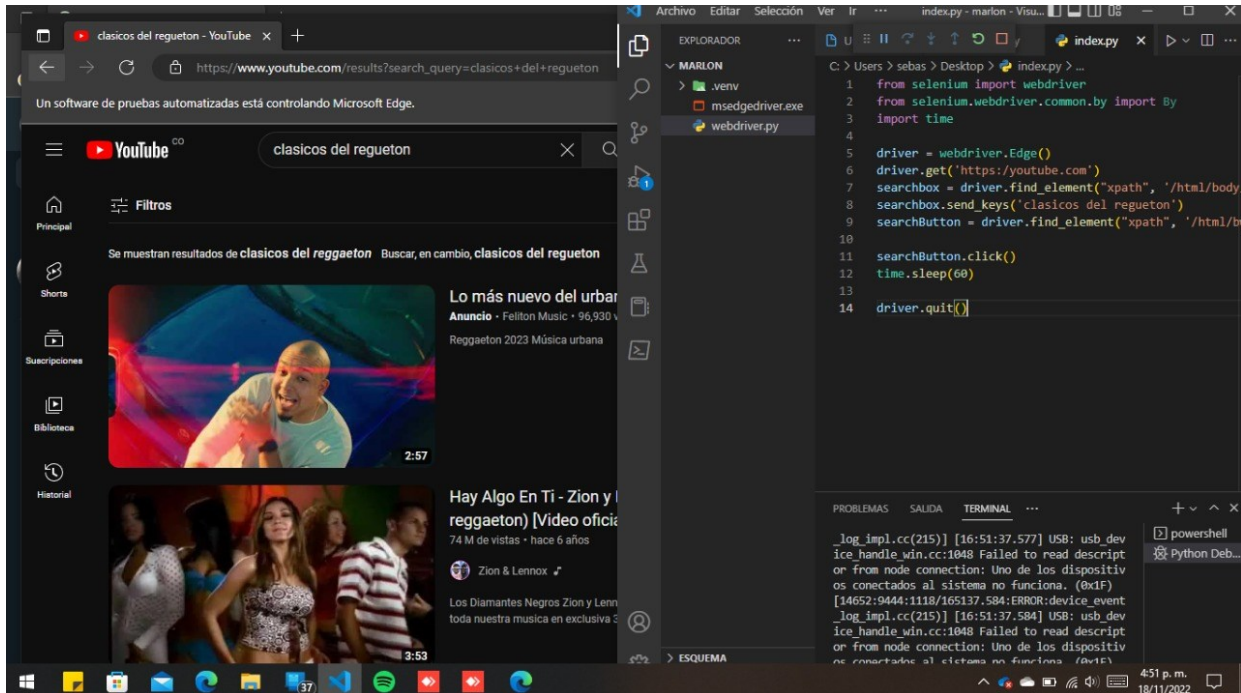 clasicos del regueton - YouTube
https://www.youtube.com/results?search_query=clasicos+del+regueton
Un software de pruebas automatizadas está controlando Microsoft Edge.
YouTube CO
clasicos del regueton
Principal
Shorts
Suscripciones
Biblioteca
Historial
Filtros
Se muestran resultados de clasicos del reggaeton Buscar, en cambio, clasicos del regueton
Lo más nuevo del urbar
Anuncio • Feliton Music • 96,930 v
Reggaeton 2023 Música urbana
2:57
Hay Algo En Ti - Zion y
reggaeton) [Video oficia
74 M de vistas • hace 6 años
Zion & Lennox
Los Diamantes Negros Zion y Lenn
toda nuestra musica en exclusiva
3:53
Archivo Editar Selección Ver Ir ··· index.py - marlon - Visu...
EXPLORADOR ···
MARLON
.venv
msedgedriver.exe
webdriver.py
ESQUEMA
index.py
C: > Users > sebas > Desktop > index.py > ...
1 from selenium import webdriver
2 from selenium.webdriver.common.by import By
3 import time
4
5 driver = webdriver.Edge()
6 driver.get('https:/youtube.com')
7 searchbox = driver.find_element("xpath", '/html/body
8 searchbox.send_keys('clasicos del regueton')
9 searchButton = driver.find_element("xpath", '/html/b
10
11 searchButton.click()
12 time.sleep(60)
13
14 driver.quit()
PROBLEMAS SALIDA TERMINAL ···
powershell
Python Deb...
_log_impl.cc(215)] [16:51:37.577] USB: usb_dev
ice_handle_win.cc:1048 Failed to read descript
or from node connection: Uno de los dispositiv
os conectados al sistema no funciona. (0x1F)
[14652:9444:1118/165137.584:ERROR:device_event
_log_impl.cc(215)] [16:51:37.584] USB: usb_dev
ice_handle_win.cc:1048 Failed to read descript
or from node connection: Uno de los dispositiv
os conectados al sistema no funciona. (0x1F)
37
4:51 p. m.
18/11/2022